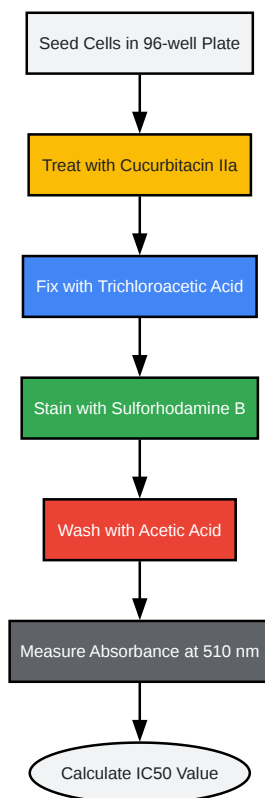 Seed Cells in 96-well Plate
Treat with Cucurbitacin IIa
Fix with Trichloroacetic Acid
Stain with Sulforhodamine B
Wash with Acetic Acid
Measure Absorbance at 510 nm
Calculate IC50 Value